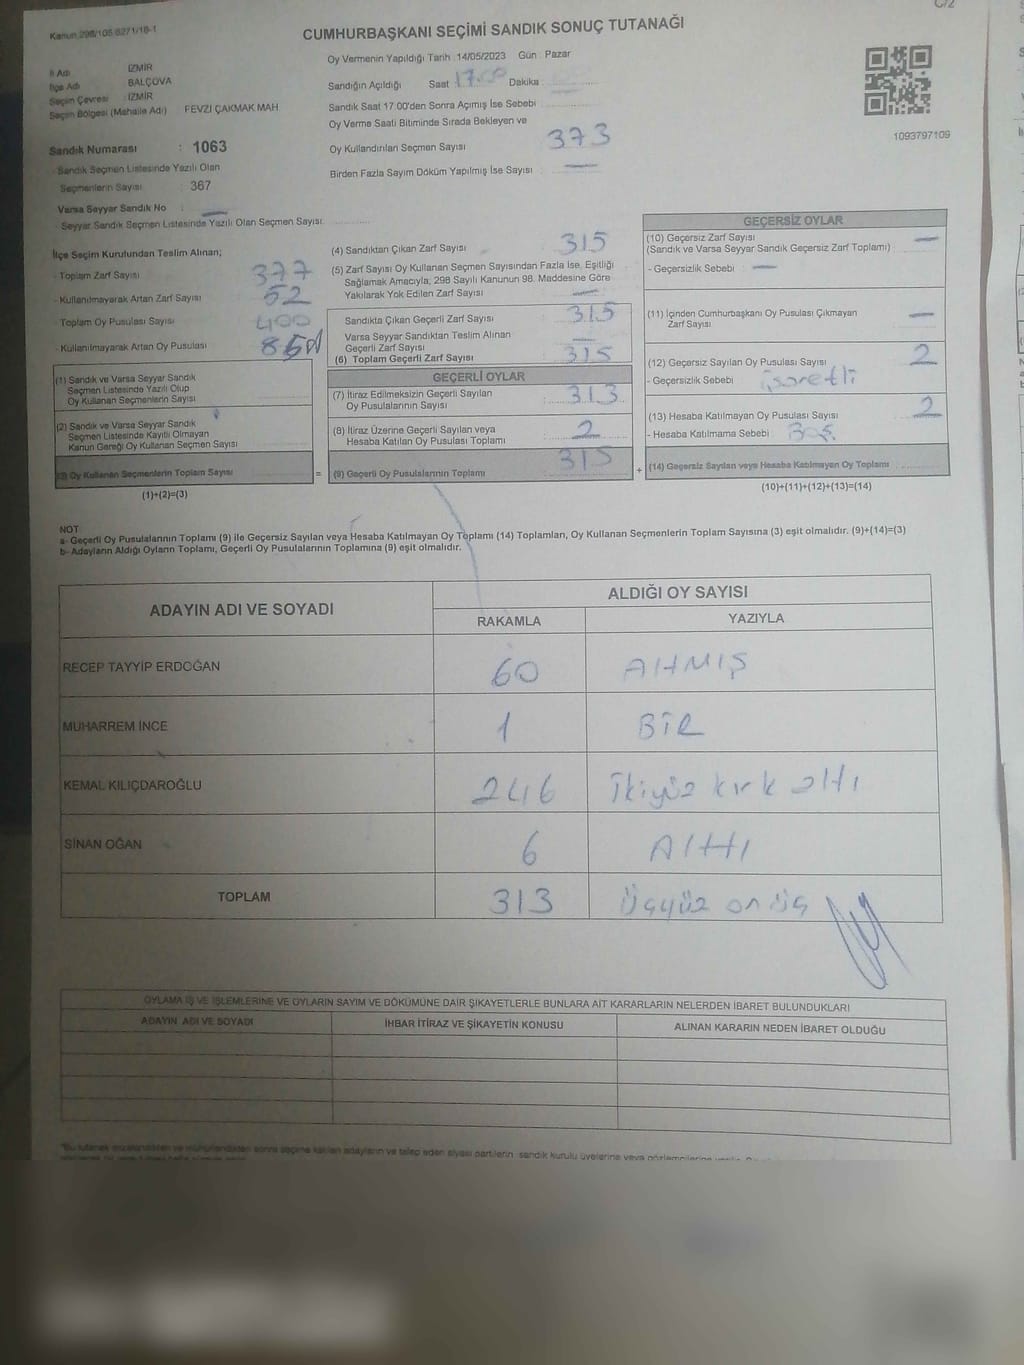 C/2
Kanun 298/105 6271/18-1
CUMHURBAŞKANI SEÇİMİ SANDIK SONUÇ TUTANAĞI
İl Adı İZMİR
İlçe Adı BALÇOVA
Seçim Çevresi İZMİR
Seçim Bölgesi (Mahalle Adı) FEVZİ ÇAKMAK MAH
Oy Vermenin Yapıldığı Tarih 14/05/2023 Gün : Pazar
Sandığın Açıldığı Saat 17.00 Dakika :
Sandık Saat 17.00'den Sonra Açımış İse Sebebi
Oy Verme Saati Bitiminde Sırada Bekleyen ve
Oy Kullandırılan Seçmen Sayısı 373
Birden Fazla Sayım Döküm Yapılmış İse Sayısı —
1093797109
Sandık Numarası : 1063
Sandık Seçmen Listesinde Yazılı Olan
Seçmenlerin Sayısı : 367
Varsa Seyyar Sandık No : —
Seyyar Sandık Seçmen Listesinde Yazılı Olan Seçmen Sayısı:
İlçe Seçim Kurulundan Teslim Alınan;
- Toplam Zarf Sayısı 377
- Kullanılmayarak Artan Zarf Sayısı 52
- Toplam Oy Pusulası Sayısı 400
- Kullanılmayarak Artan Oy Pusulası
(1) Sandık ve Varsa Seyyar Sandık
Seçmen Listesinde Yazılı Olup
Oy Kullanan Seçmenlerin Sayısı
(2) Sandık ve Varsa Seyyar Sandık
Seçmen Listesinde Kayıtlı Olmayan
Kanun Gereği Oy Kullanan Seçmen Sayısı
(3) Oy Kullanan Seçmenlerin Toplam Sayısı
(1)+(2)=(3)
(4) Sandıktan Çıkan Zarf Sayısı 315
(5) Zarf Sayısı Oy Kullanan Seçmen Sayısından Fazla İse, Eşitliği
Sağlamak Amacıyla; 298 Sayılı Kanunun 98. Maddesine Göre
Yakılarak Yok Edilen Zarf Sayısı —
Sandıkta Çıkan Geçerli Zarf Sayısı 315
Varsa Seyyar Sandıktan Teslim Alınan
Geçerli Zarf Sayısı —
(6) Toplam Geçerli Zarf Sayısı 315
GEÇERLİ OYLAR
(7) İtiraz Edilmeksizin Geçerli Sayılan
Oy Pusulalarının Sayısı 313
(8) İtiraz Üzerine Geçerli Sayılan veya
Hesaba Katılan Oy Pusulası Toplamı 2
= (9) Geçerli Oy Pusulalarının Toplamı 315 +
GEÇERSİZ OYLAR
(10) Geçersiz Zarf Sayısı —
(Sandık ve Varsa Seyyar Sandık Geçersiz Zarf Toplamı)
- Geçersizlik Sebebi —
(11) İçinden Cumhurbaşkanı Oy Pusulası Çıkmayan —
Zarf Sayısı
(12) Geçersiz Sayılan Oy Pusulası Sayısı 2
- Geçersizlik Sebebi işaretli
(13) Hesaba Katılmayan Oy Pusulası Sayısı 2
- Hesaba Katılmama Sebebi Boş
(14) Geçersiz Sayılan veya Hesaba Katılmayan Oy Toplamı
(10)+(11)+(12)+(13)=(14)
NOT
a- Geçerli Oy Pusulalarının Toplamı (9) ile Geçersiz Sayılan veya Hesaba Katılmayan Oy Toplamı (14) Toplamları, Oy Kullanan Seçmenlerin Toplam Sayısına (3) eşit olmalıdır. (9)+(14)=(3)
b- Adayların Aldığı Oyların Toplamı, Geçerli Oy Pusulalarının Toplamına (9) eşit olmalıdır.
ADAYIN ADI VE SOYADI
ALDIĞI OY SAYISI
RAKAMLA YAZIYLA
RECEP TAYYİP ERDOĞAN 60 AltMIŞ
MUHARREM İNCE 1 BİR
KEMAL KILIÇDAROĞLU 246 İkiyüz kırk altı
SİNAN OĞAN 6 Altı
TOPLAM 313 Üçyüz on üç
OYLAMA İŞ VE İŞLEMLERİNE VE OYLARIN SAYIM VE DÖKÜMÜNE DAİR ŞİKAYETLERLE BUNLARA AİT KARARLARIN NELERDEN İBARET BULUNDUKLARI
ADAYIN ADI VE SOYADI İHBAR İTİRAZ VE ŞİKAYETİN KONUSU ALINAN KARARIN NEDEN İBARET OLDUĞU
sonra seçime katılan adayların ve talep eden siyasi partilerin sandık kurulu üyelerine veya